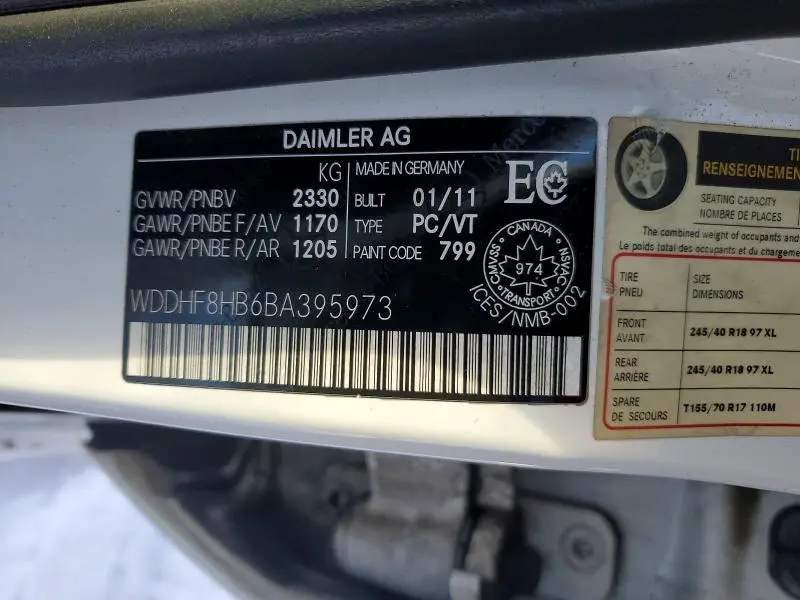 DAIMLER AG
KG
GVWR/PNBV 2330
GAWR/PNBE F/AV 1170
GAWR/PNBE R/AR 1205
MADE IN GERMANY
BUILT 01/11
TYPE PC/VT
PAINT CODE 799
EC
CANADA
CMVSS
974
NSVAC
TRANSPORT
ICES/NMB-002
WDDHF8HB6BA395973
RENSEIGNEMEN
SEATING CAPACITY
NOMBRE DE PLACES
The combined weight of occupants and
Le poids total des occupants et du chargeme
TIRE
PNEU
SIZE
DIMENSIONS
FRONT
AVANT
245/40 R18 97 XL
REAR
ARRIÈRE
245/40 R18 97 XL
SPARE
DE SECOURS
T155/70 R17 110M